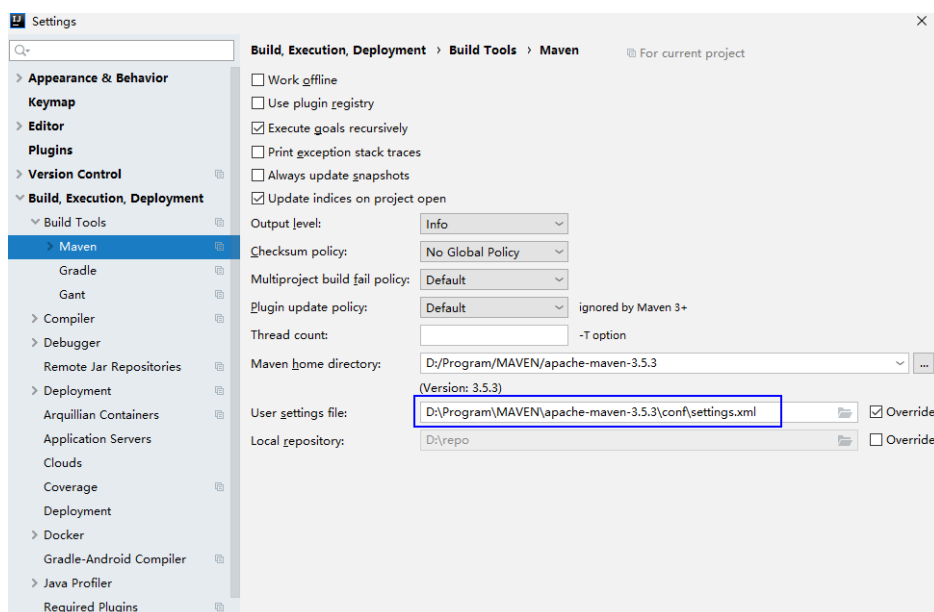 Settings
Build, Execution, Deployment › Build Tools › Maven
For current project
Appearance & Behavior
Keymap
Editor
Plugins
Version Control
Build, Execution, Deployment
Build Tools
Maven
Gradle
Gant
Compiler
Debugger
Remote Jar Repositories
Deployment
Arquillian Containers
Application Servers
Clouds
Coverage
Deployment
Docker
Gradle-Android Compiler
Java Profiler
Required Plugins
Work offline
Use plugin registry
Execute goals recursively
Print exception stack traces
Always update snapshots
Update indices on project open
Output level: Info
Checksum policy: No Global Policy
Multiproject build fail policy: Default
Plugin update policy: Default ignored by Maven 3+
Thread count: -T option
Maven home directory: D:/Program/MAVEN/apache-maven-3.5.3 ...
(Version: 3.5.3)
User settings file: D:\Program\MAVEN\apache-maven-3.5.3\conf\settings.xml Override
Local repository: D:\repo Override